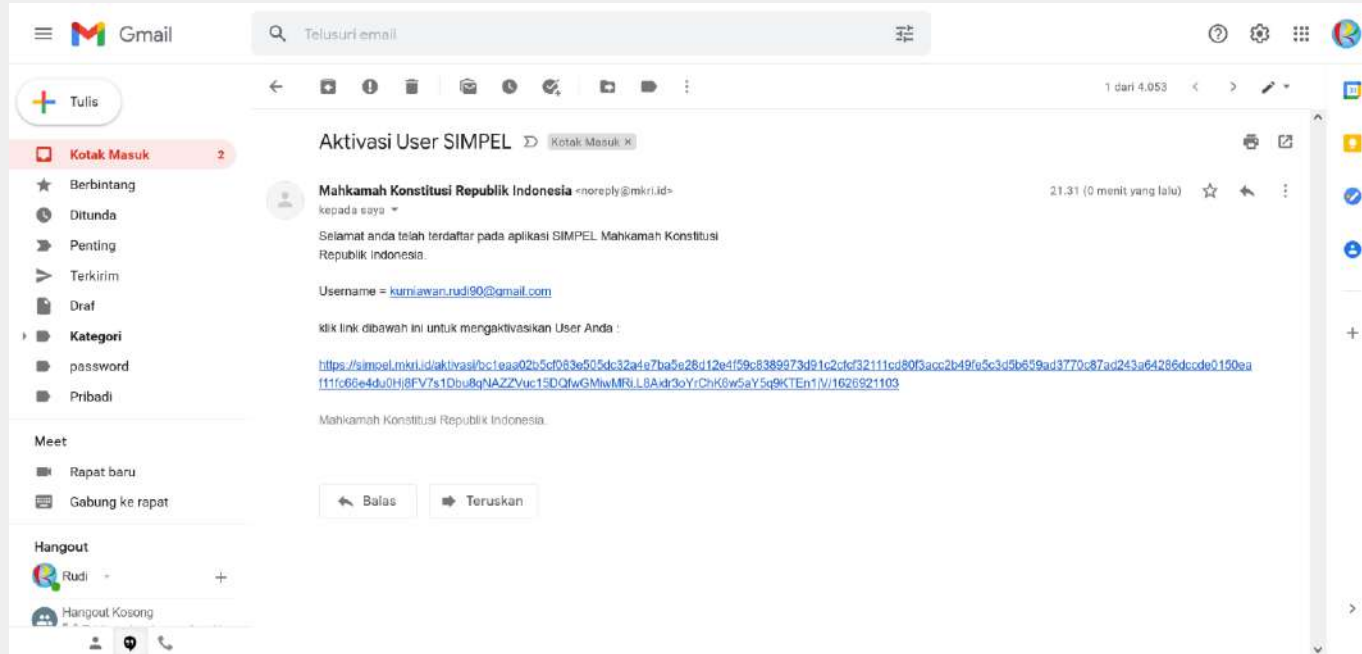 Gmail
Telusuri email
Tulis
1 dari 4.053
Kotak Masuk 2
Berbintang
Ditunda
Penting
Terkirim
Draf
Kategori
password
Pribadi
Meet
Rapat baru
Gabung ke rapat
Hangout
Rudi
Hangout Kosong
Aktivasi User SIMPEL Kotak Masuk ×
Mahkamah Konstitusi Republik Indonesia <noreply@mkri.id> 21.31 (0 menit yang lalu)
kepada saya
Selamat anda telah terdaftar pada aplikasi SIMPEL Mahkamah Konstitusi
Republik Indonesia.
Username = kurniawan.rudi90@gmail.com
klik link dibawah ini untuk mengaktivasikan User Anda :
Mahkamah Konstitusi Republik Indonesia.
Balas
Teruskan